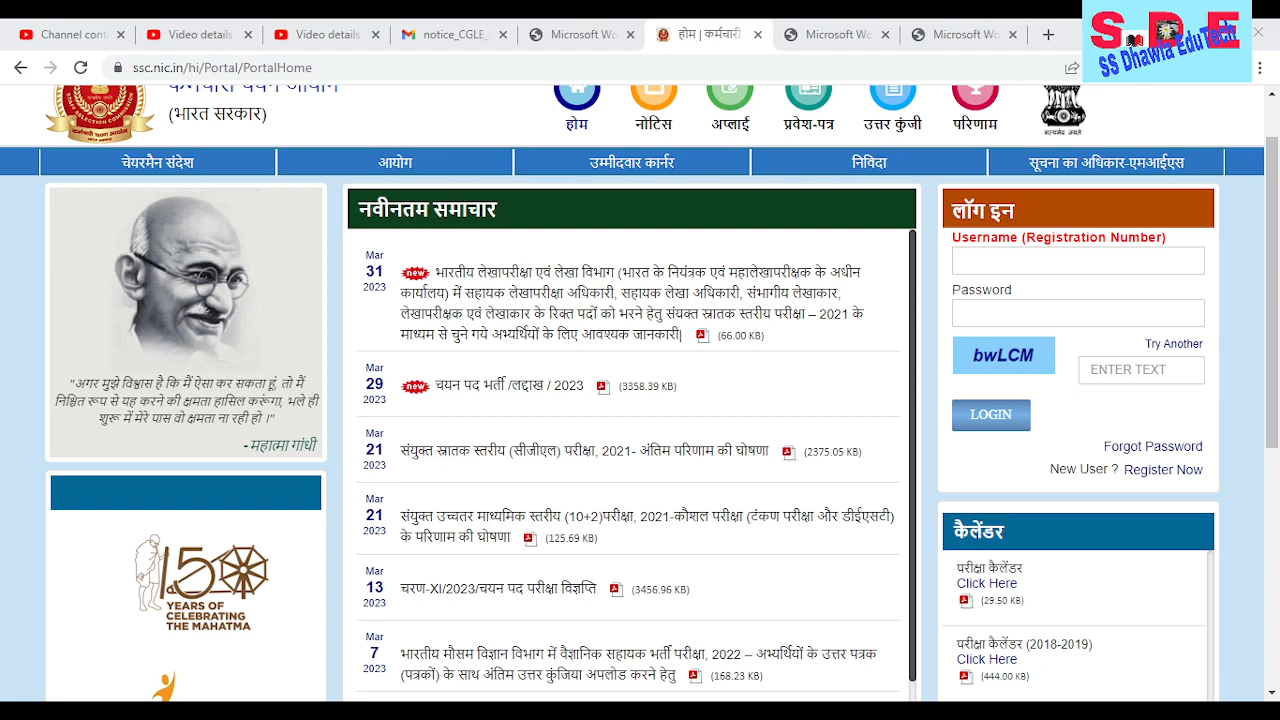 Channel cont
Video details
Video details
notice_CGLE_
Microsoft Wo
होम | कर्मचारी
Microsoft Wo
Microsoft Wo
S D E
SS Dhawla EduTech
ssc.nic.in/hi/Portal/PortalHome
कर्मचारी चयन आयोग
(भारत सरकार)
होम
नोटिस
अप्लाई
प्रवेश-पत्र
उत्तर कुंजी
परिणाम
चेयरमैन संदेश
आयोग
उम्मीदवार कार्नर
निविदा
सूचना का अधिकार-एमआईएस
"अगर मुझे विश्वास है कि मैं ऐसा कर सकता हूं, तो मैं
निश्चित रूप से यह करने की क्षमता हासिल करूंगा, भले ही
शुरू में मेरे पास वो क्षमता ना रही हो ।"
- महात्मा गांधी
150
YEARS OF
CELEBRATING
THE MAHATMA
नवीनतम समाचार
Mar
31
2023
new भारतीय लेखापरीक्षा एवं लेखा विभाग (भारत के नियंत्रक एवं महालेखापरीक्षक के अधीन
कार्यालय) में सहायक लेखापरीक्षा अधिकारी, सहायक लेखा अधिकारी, संभागीय लेखाकार,
लेखापरीक्षक एवं लेखाकार के रिक्त पदों को भरने हेतु संयक्त स्नातक स्तरीय परीक्षा – 2021 के
माध्यम से चुने गये अभ्यर्थियों के लिए आवश्यक जानकारी| (66.00 KB)
Mar
29
2023
new चयन पद भर्ती /लद्दाख / 2023 (3358.39 KB)
Mar
21
2023
संयुक्त स्नातक स्तरीय (सीजीएल) परीक्षा, 2021- अंतिम परिणाम की घोषणा (2375.05 KB)
Mar
21
2023
संयुक्त उच्चतर माध्यमिक स्तरीय (10+2)परीक्षा, 2021-कौशल परीक्षा (टंकण परीक्षा और डीईएसटी)
के परिणाम की घोषणा (125.69 KB)
Mar
13
2023
चरण-XI/2023/चयन पद परीक्षा विज्ञप्ति (3456.96 KB)
Mar
7
2023
भारतीय मौसम विज्ञान विभाग में वैज्ञानिक सहायक भर्ती परीक्षा, 2022 – अभ्यर्थियों के उत्तर पत्रक
(पत्रकों) के साथ अंतिम उत्तर कुंजिया अपलोड करने हेतु (168.23 KB)
लॉग इन
Username (Registration Number)
Password
bwLCM
Try Another
ENTER TEXT
LOGIN
Forgot Password
New User ? Register Now
कैलेंडर
परीक्षा कैलेंडर
Click Here
(29.50 KB)
परीक्षा कैलेंडर (2018-2019)
Click Here
(444.00 KB)